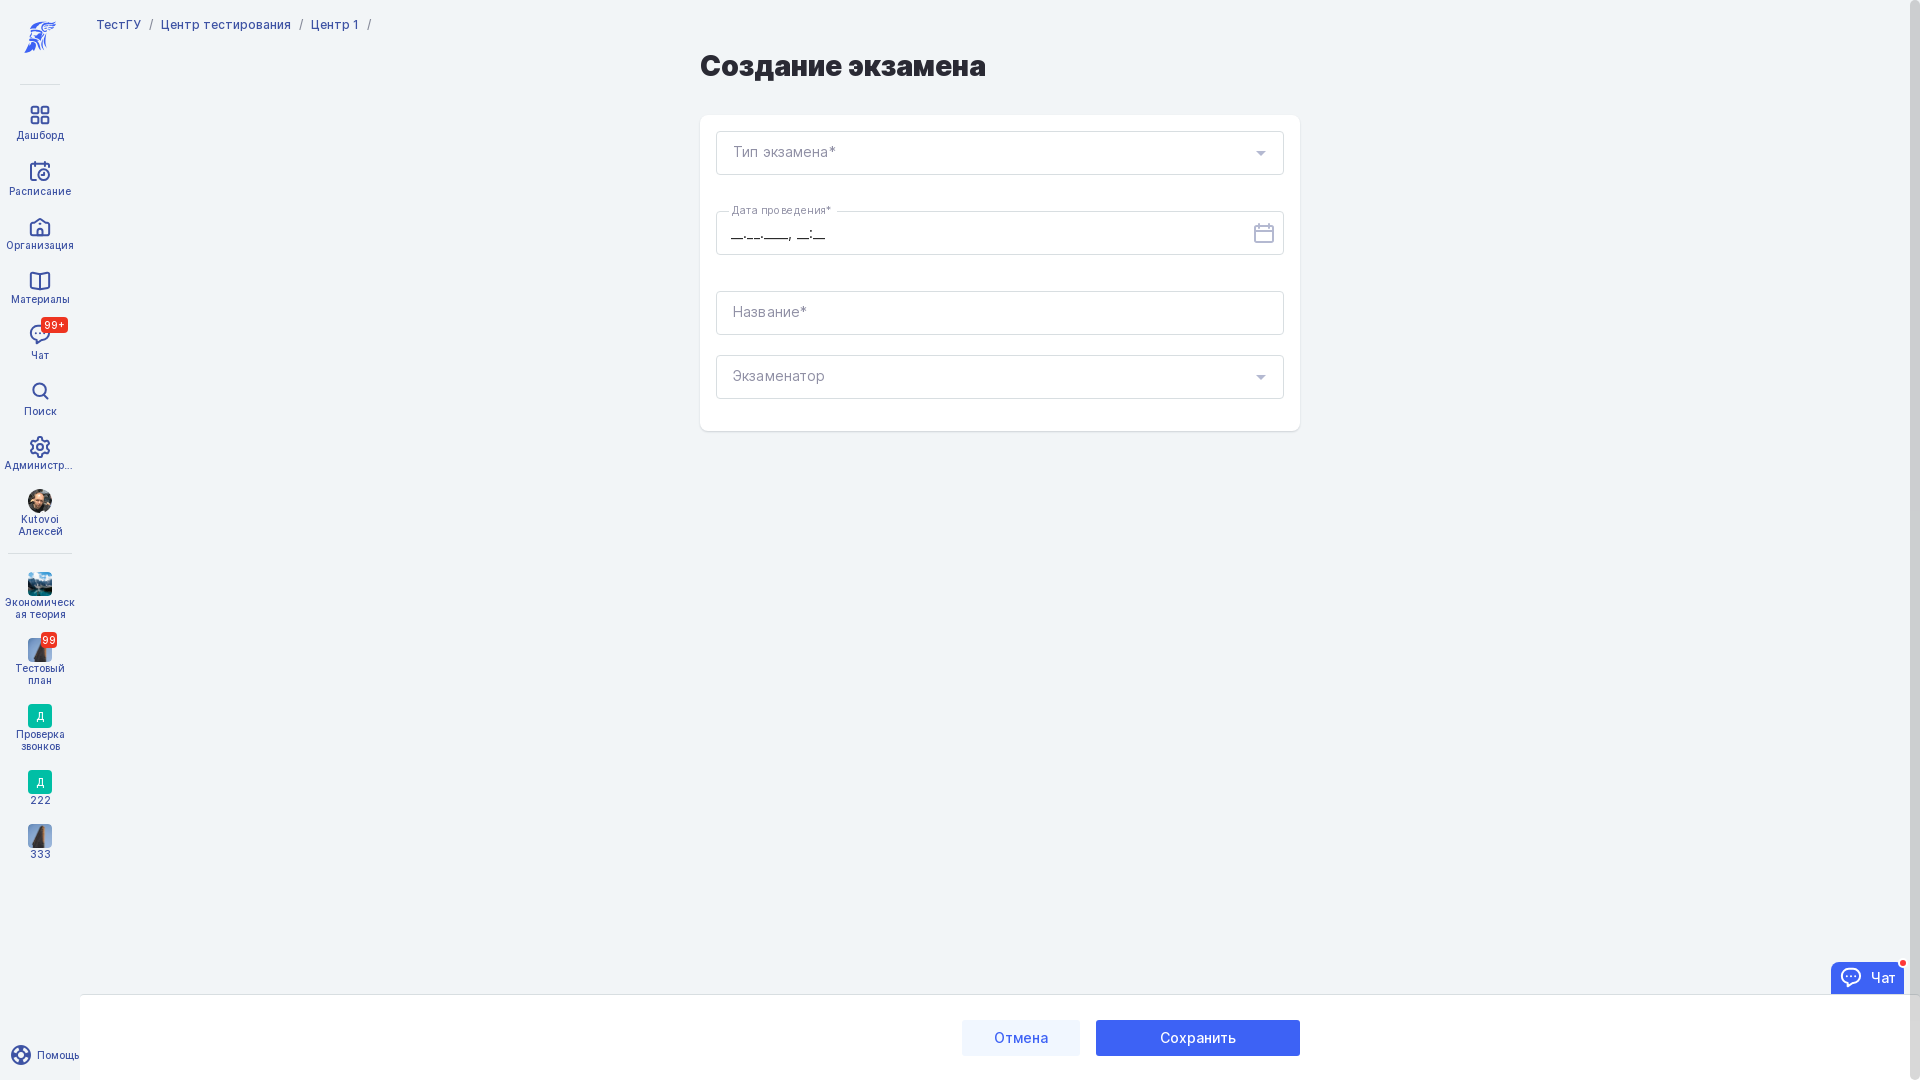 ТестГУ / Центр тестирования / Центр 1 /
Создание экзамена
Тип экзамена*
Дата проведения*
__.__.____, __:__
Название*
Экзаменатор
Дашборд
Расписание
Организация
Материалы
99+
Чат
Поиск
Администр...
Kutovoi
Алексей
Экономическ
ая теория
99
Тестовый
план
Д
Проверка
звонков
Д
222
333
Помощь
Чат
Отмена
Сохранить